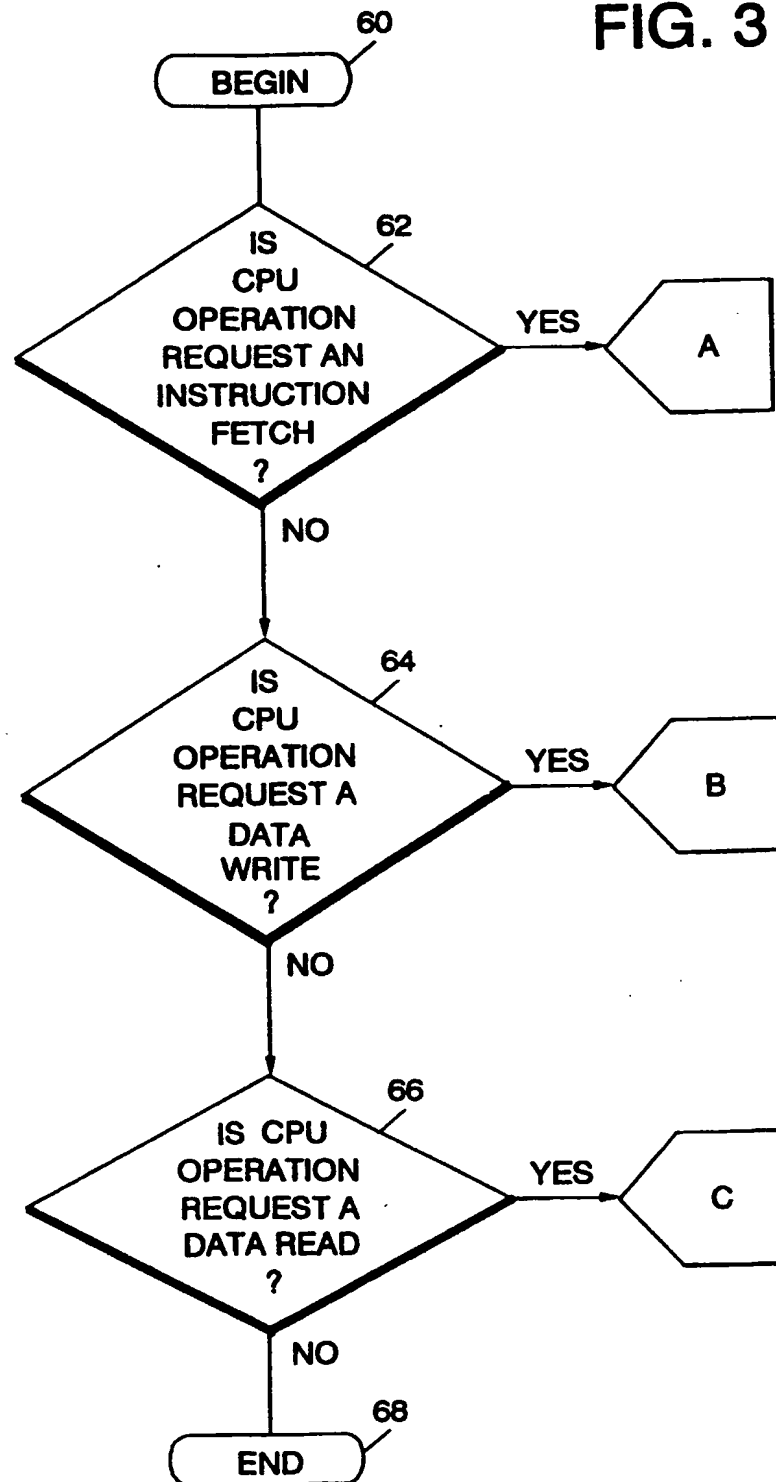 FIG. 3
60
BEGIN
62
IS
CPU
OPERATION
REQUEST AN
INSTRUCTION
FETCH
?
YES
A
NO
64
IS
CPU
OPERATION
REQUEST A
DATA
WRITE
?
YES
B
NO
66
IS CPU
OPERATION
REQUEST A
DATA READ
?
YES
C
NO
68
END